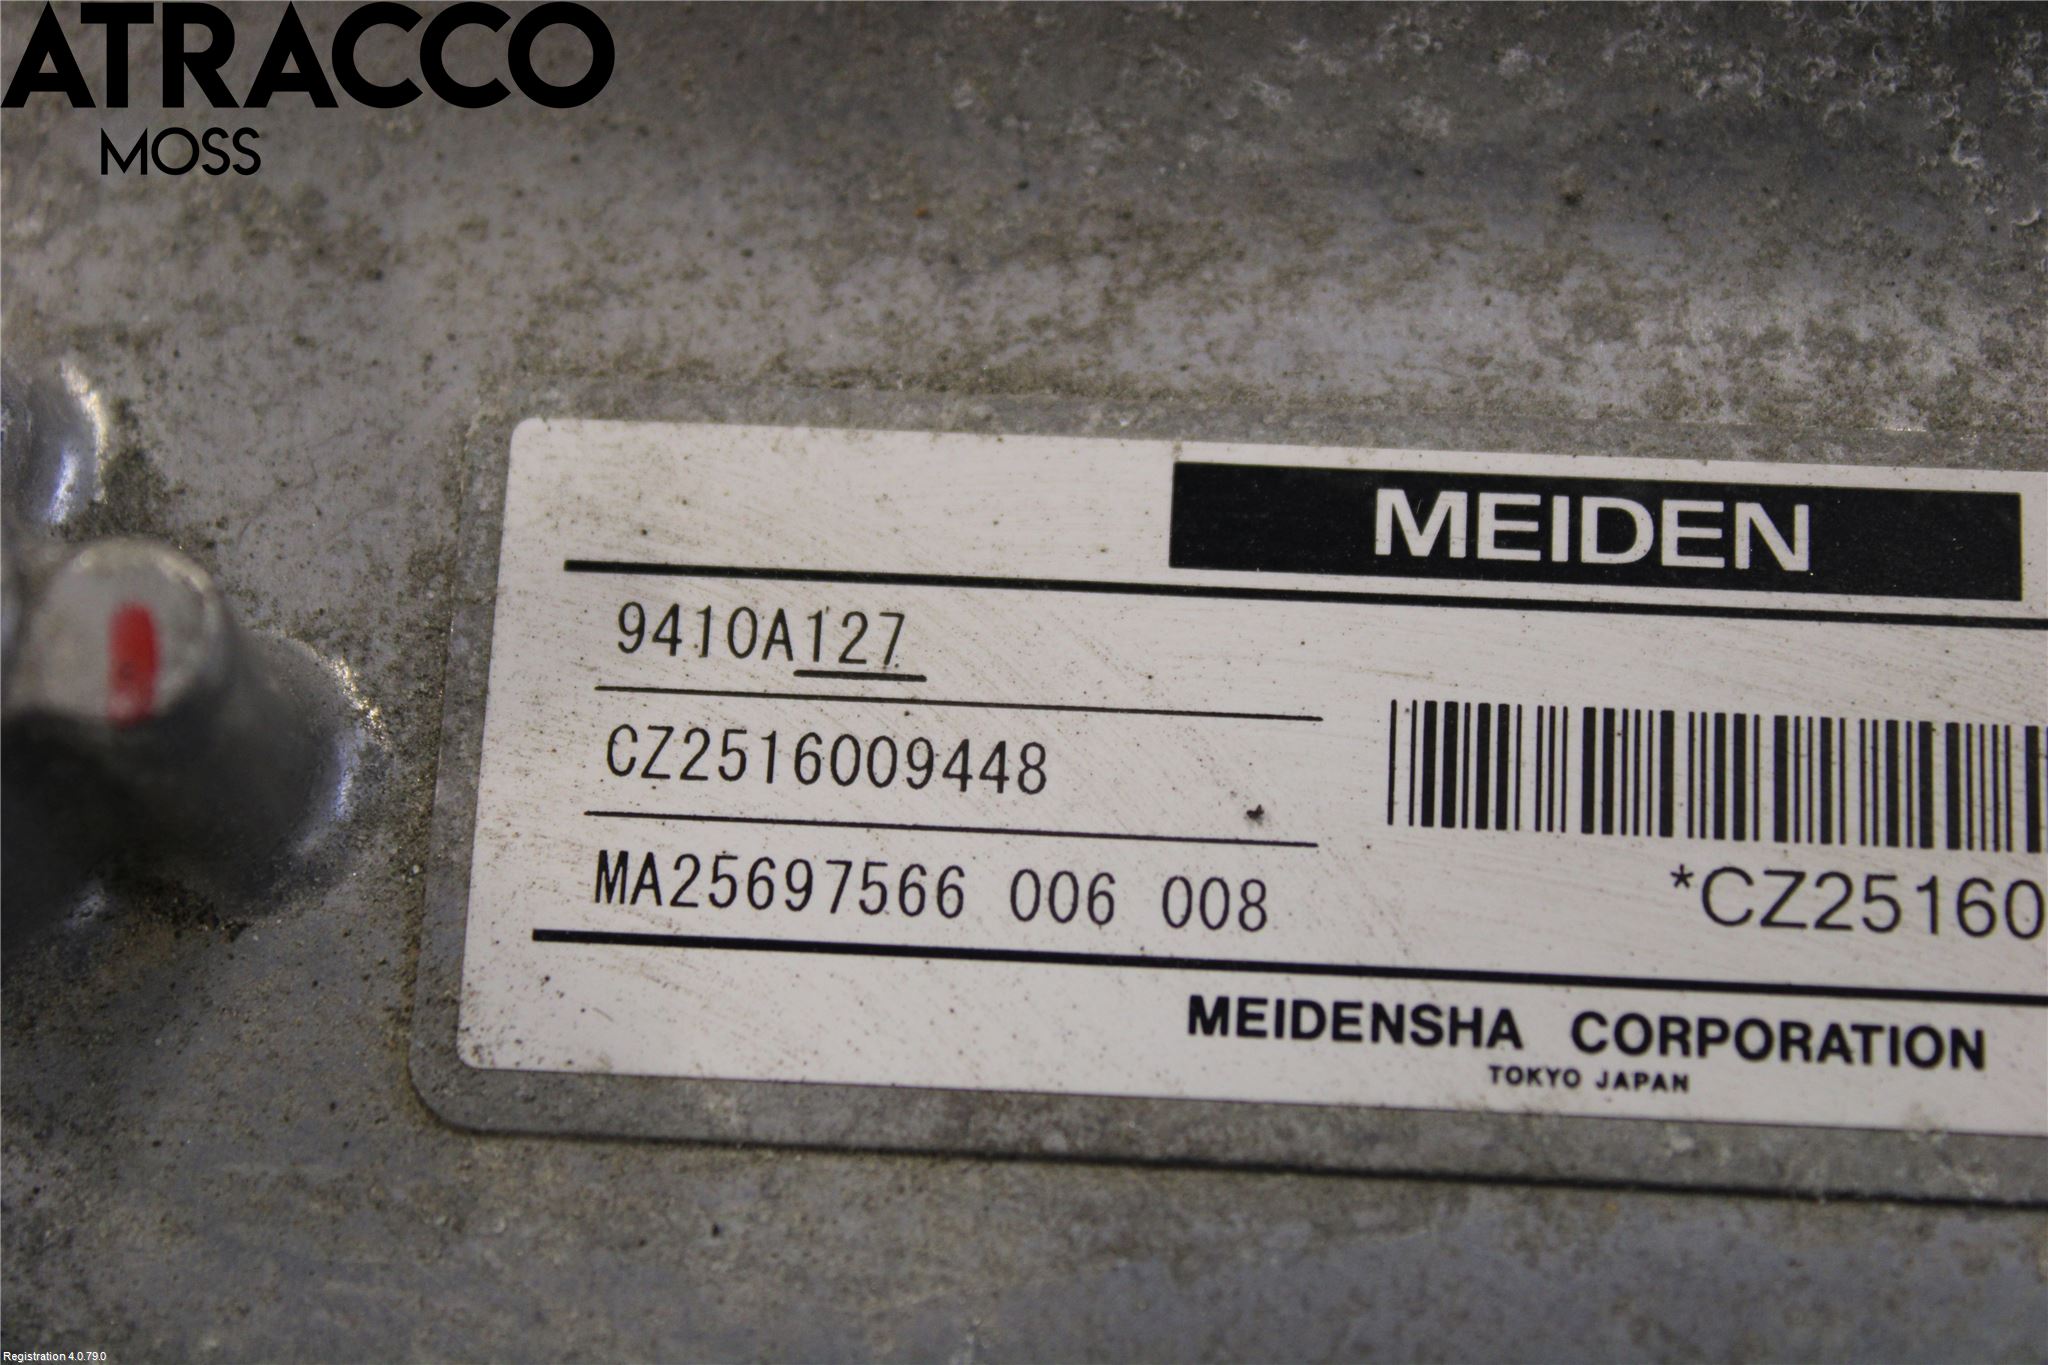 ATRACCO
MOSS
MEIDEN
9410A127
CZ2516009448
MA25697566 006 008
*CZ25160
MEIDENSHA CORPORATION
TOKYO JAPAN
Registration 4.0.79.0